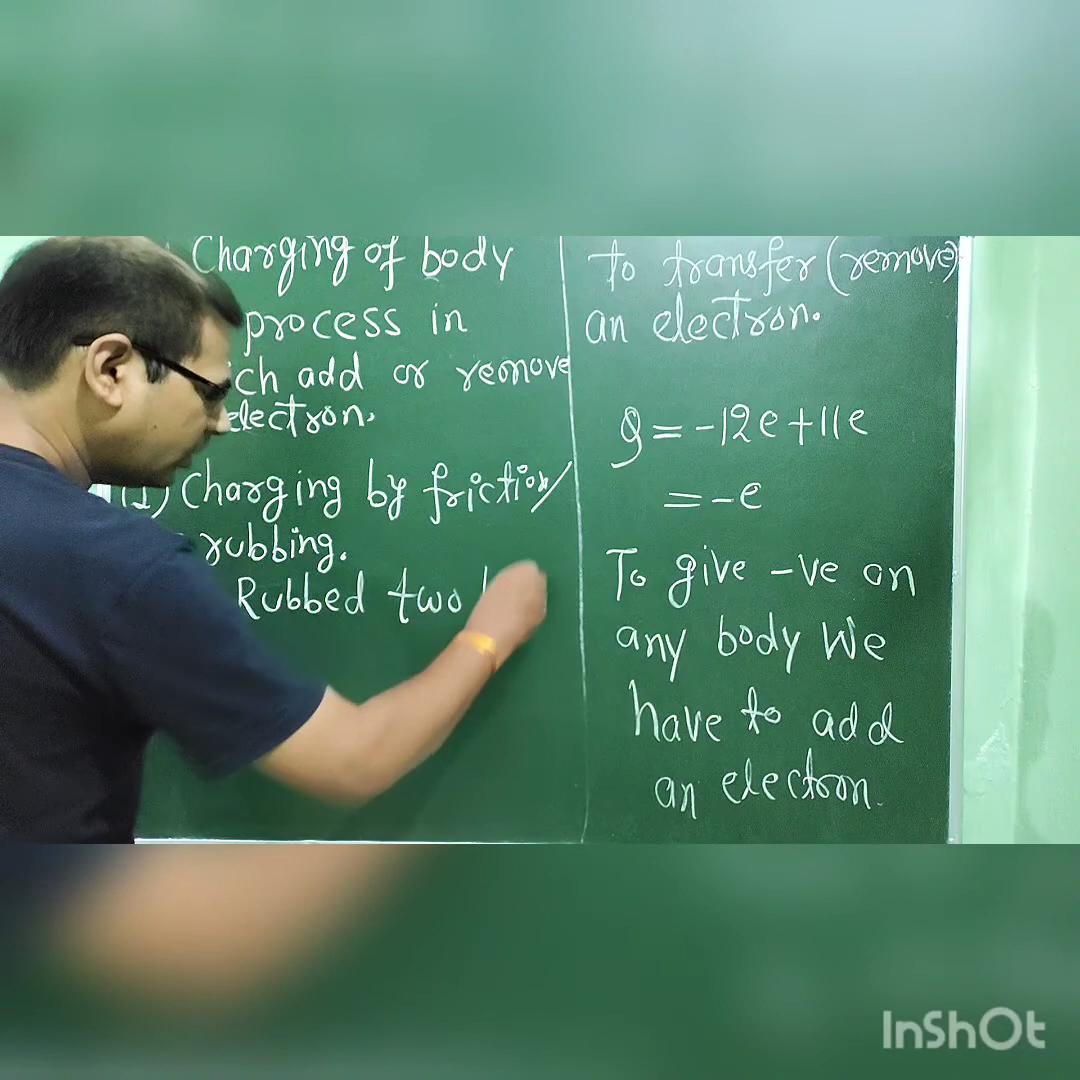 Charging of body
process in
ich add or remove
electron.
(1) Charging by friction/
rubbing.
Rubbed two
to transfer (remove)
an electron.
q = -12e+11e
= -e
To give -ve on
any body We
have to add
an electron.
InShOt